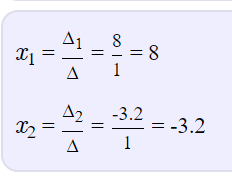 x₁ = Δ₁/Δ = 8/1 = 8
x₂ = Δ₂/Δ = -3.2/1 = -3.2